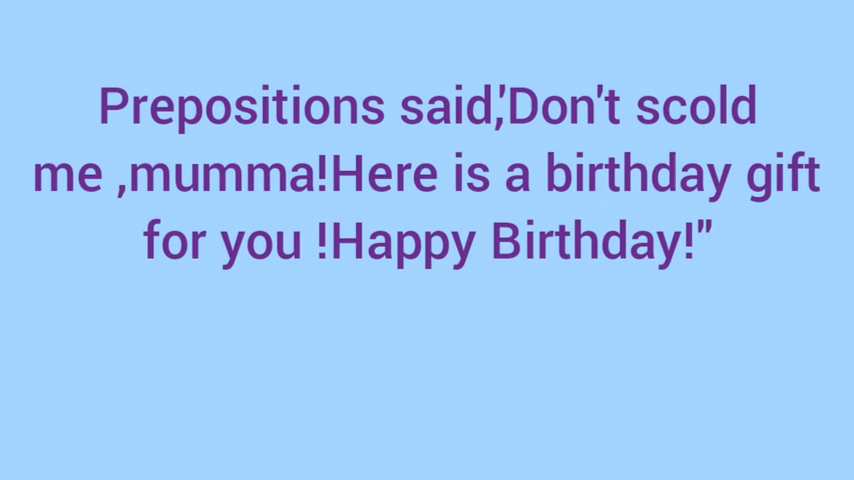 Prepositions said,'Don't scold
me ,mumma!Here is a birthday gift
for you !Happy Birthday!”